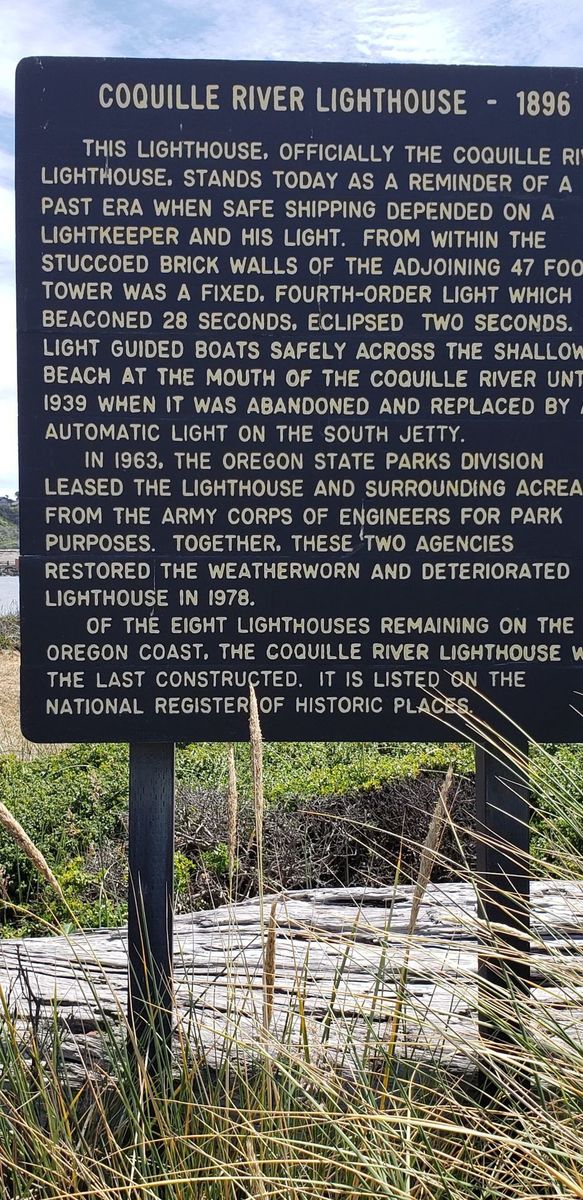 COQUILLE RIVER LIGHTHOUSE - 1896
THIS LIGHTHOUSE, OFFICIALLY THE COQUILLE
LIGHTHOUSE, STANDS TODAY AS A REMINDER OF A
PAST ERA WHEN SAFE SHIPPING DEPENDED ON A
LIGHTKEEPER AND HIS LIGHT. FROM WITHIN THE
STUCCOED BRICK WALLS OF THE ADJOINING 47
TOWER WAS A FIXED, FOURTH-ORDER LIGHT WHICH
BEACONED 28 SECONDS, ECLIPSED TWO SECONDS.
LIGHT GUIDED BOATS SAFELY ACROSS THE SHALLOW
BEACH AT THE MOUTH OF THE COQUILLE RIVER
1939 WHEN IT WAS ABANDONED AND REPLACED BY
AUTOMATIC LIGHT ON THE SOUTH JETTY.
IN 1963, THE OREGON STATE PARKS DIVISION
LEASED THE LIGHTHOUSE AND SURROUNDING
FROM THE ARMY CORPS OF ENGINEERS FOR PARK
PURPOSES. TOGETHER, THESE TWO AGENCIES
RESTORED THE WEATHERWORN AND DETERIORATED
LIGHTHOUSE IN 1978.
OF THE EIGHT LIGHTHOUSES REMAINING ON THE
OREGON COAST, THE COQUILLE RIVER LIGHTHOUSE
THE LAST CONSTRUCTED. IT IS LISTED ON THE
NATIONAL REGISTER OF HISTORIC PLACES.